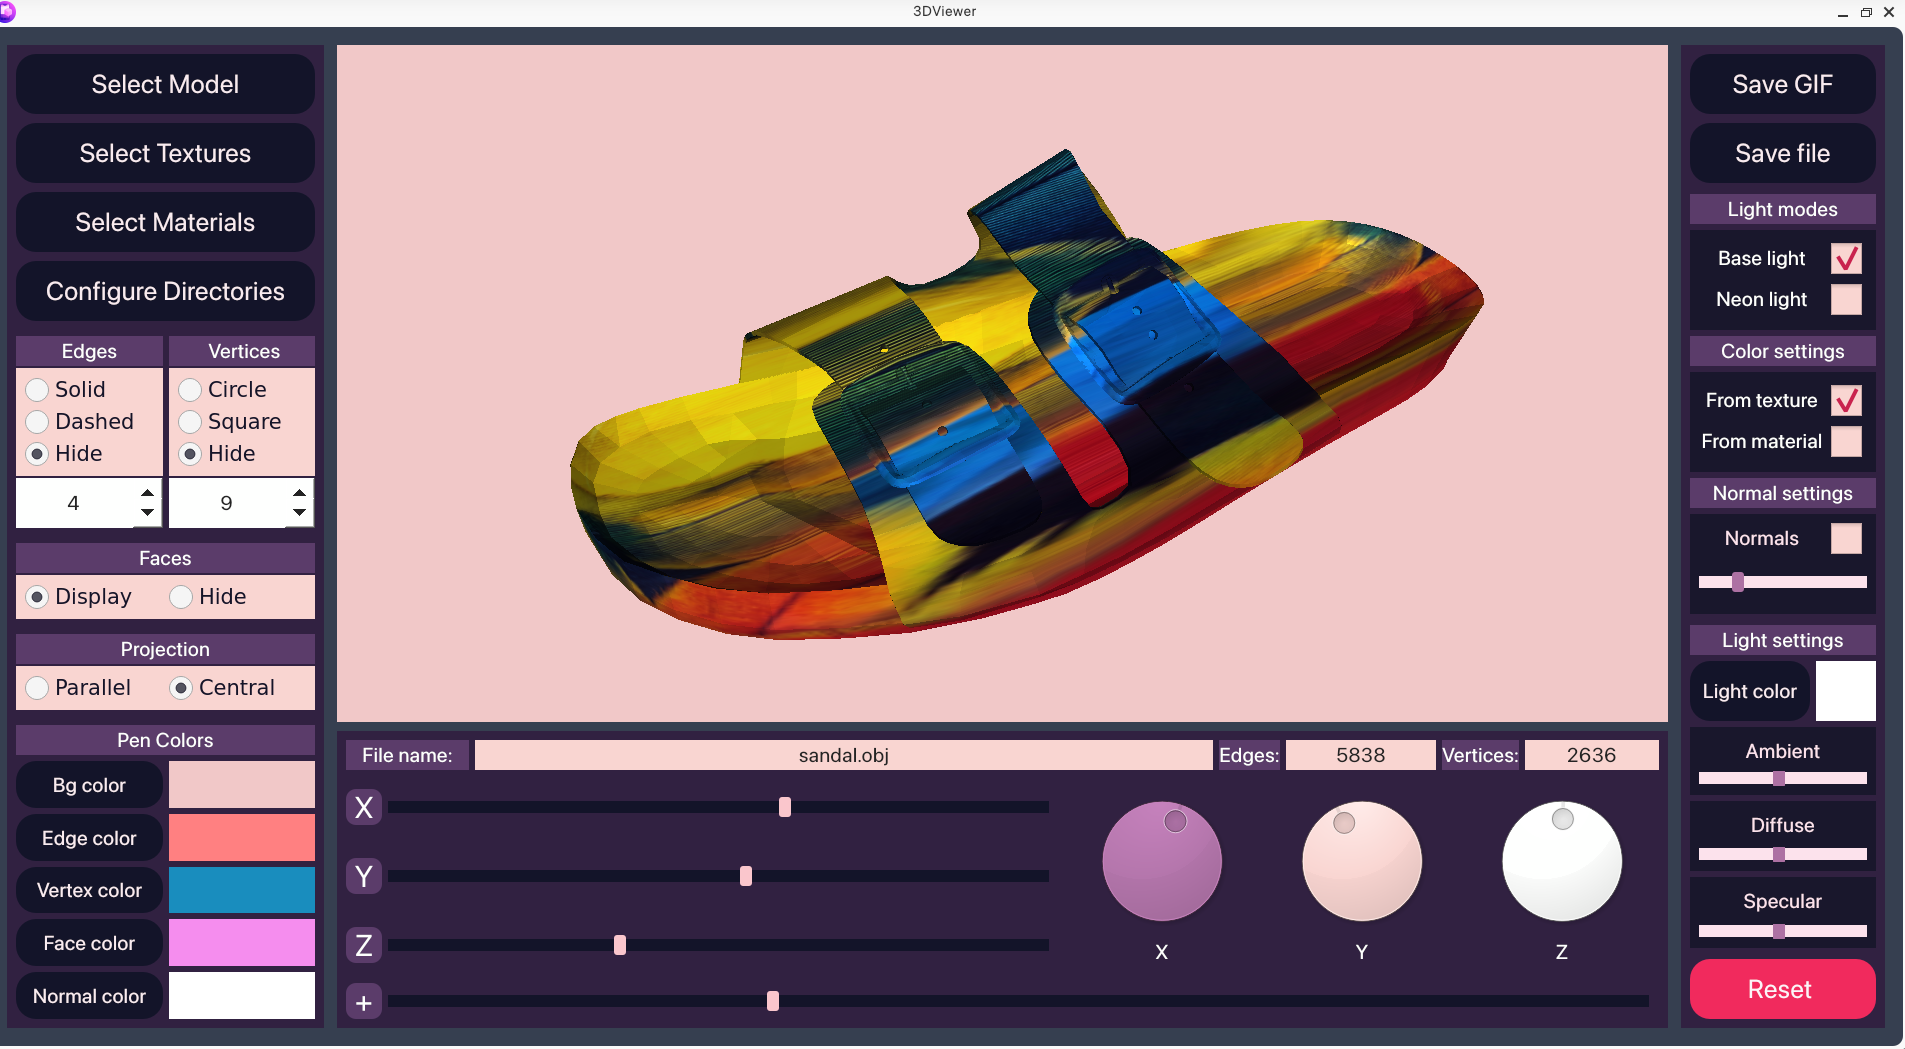 3DViewer
Select Model
Select Textures
Select Materials
Configure Directories
Edges
Vertices
Solid
Circle
Dashed
Square
Hide
Hide
4
9
Faces
Display
Hide
Projection
Parallel
Central
Pen Colors
Bg color
Edge color
Vertex color
Face color
Normal color
File name:
sandal.obj
Edges:
5838
Vertices:
2636
X
Y
Z
+
X
Y
Z
Save GIF
Save file
Light modes
Base light
Neon light
Color settings
From texture
From material
Normal settings
Normals
Light settings
Light color
Ambient
Diffuse
Specular
Reset